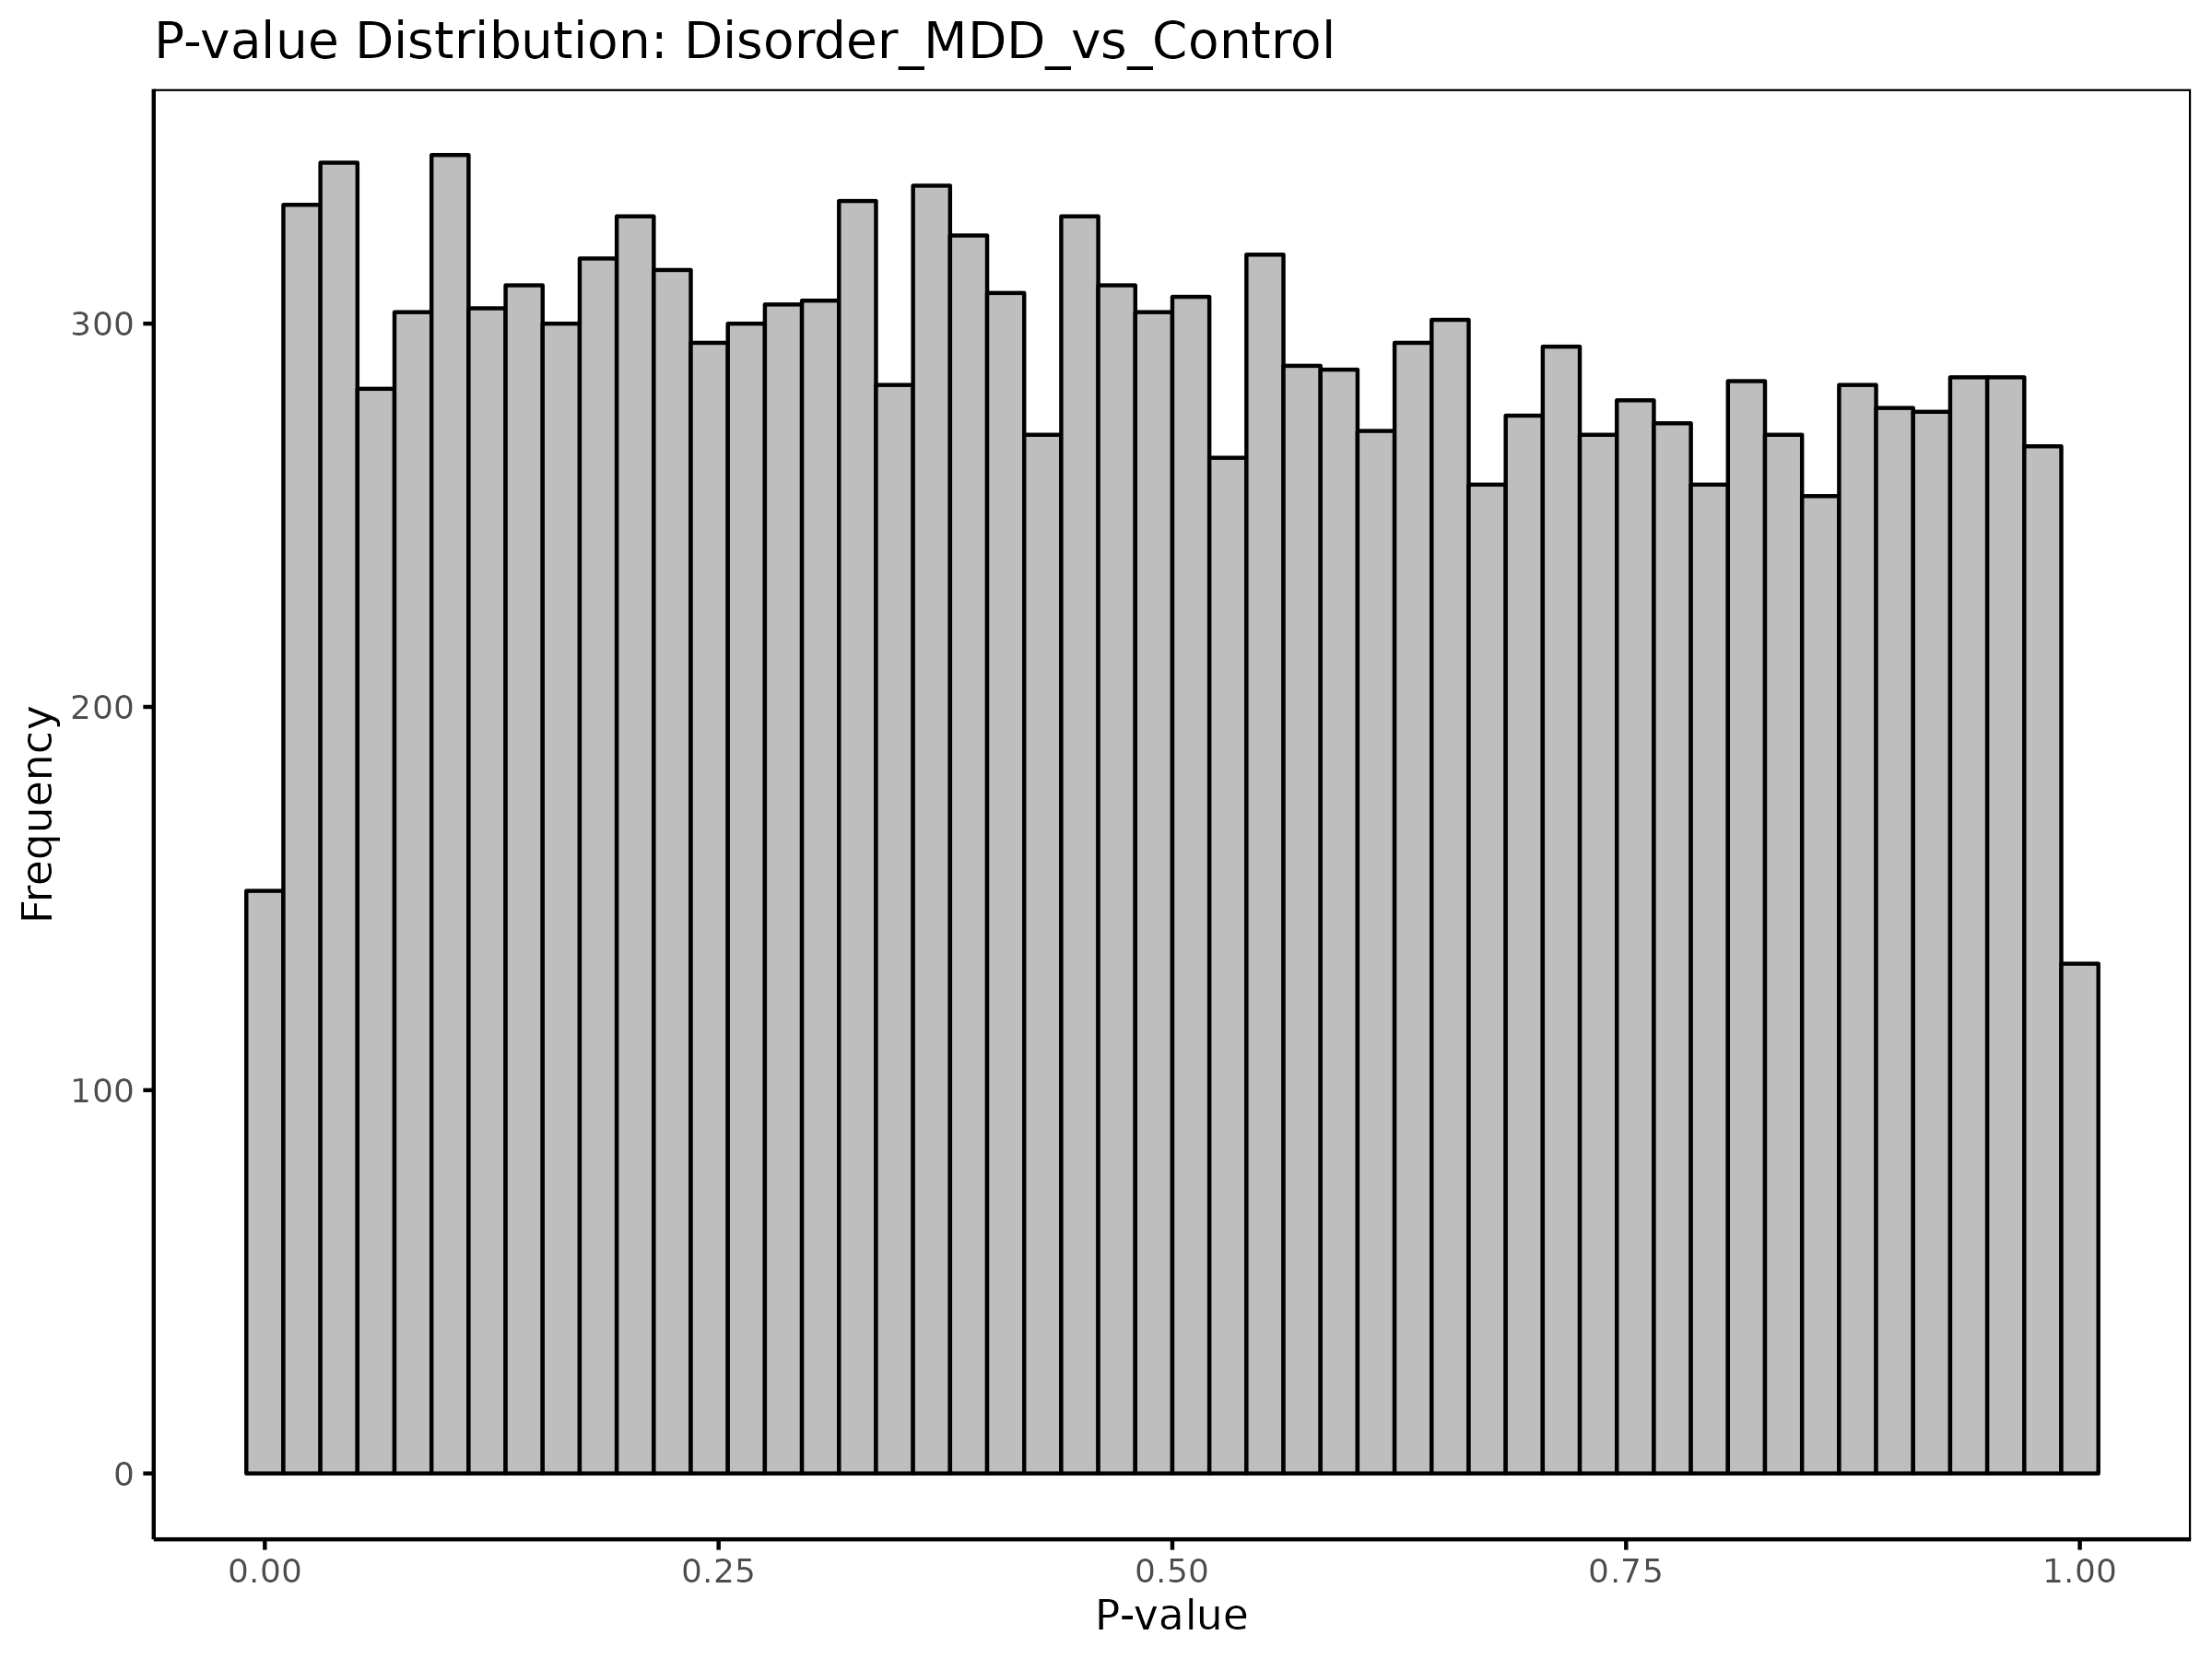 P-value Distribution: Disorder_MDD_vs_Control
Frequency
300
200
100
0
0.00 0.25 0.50 0.75 1.00
P-value